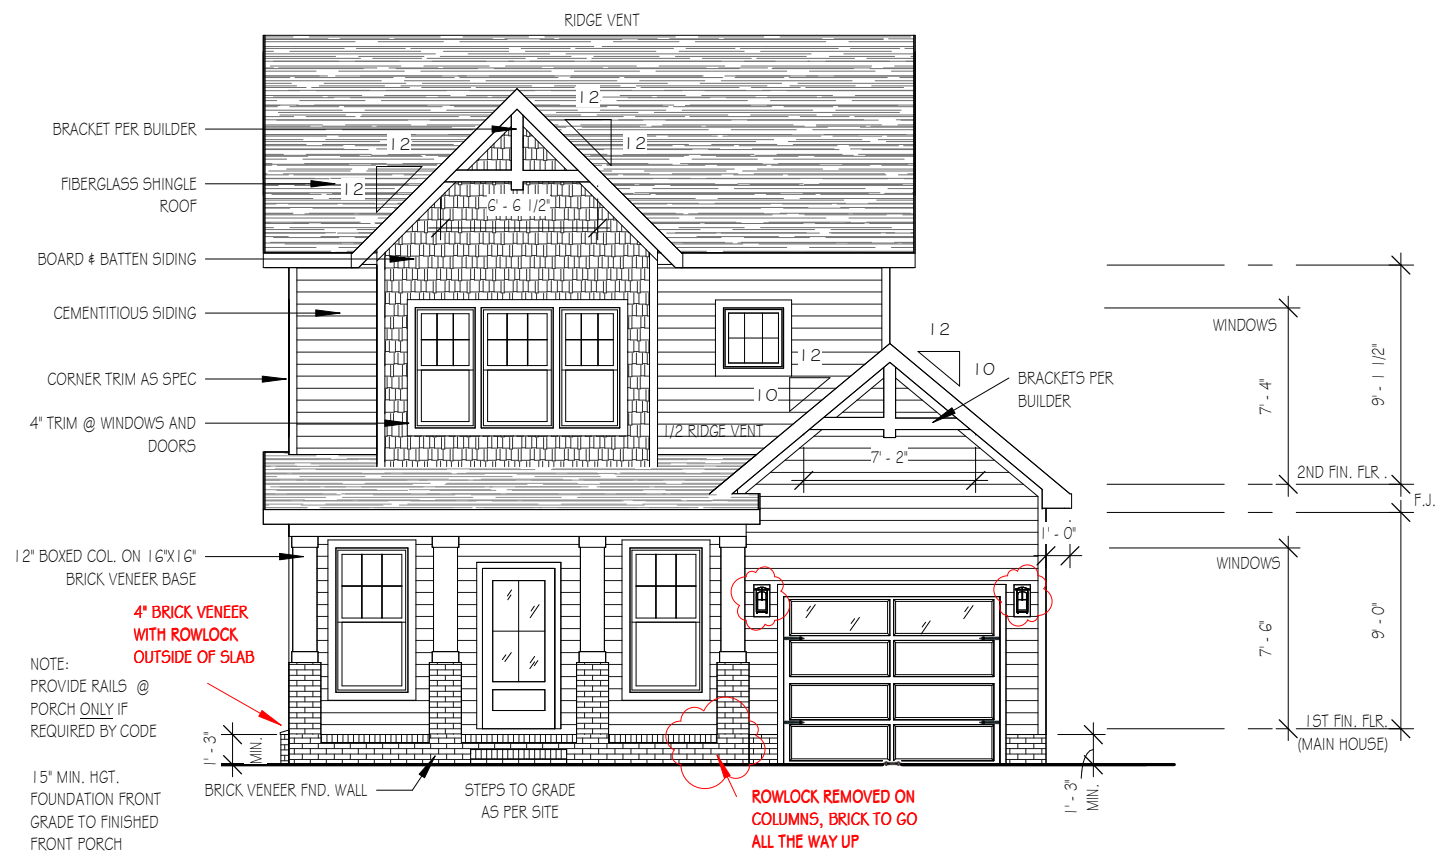 RIDGE VENT
BRACKET PER BUILDER
FIBERGLASS SHINGLE
ROOF
BOARD & BATTEN SIDING
CEMENTITIOUS SIDING
CORNER TRIM AS SPEC
4" TRIM @ WINDOWS AND
DOORS
12" BOXED COL. ON 16"X16"
BRICK VENEER BASE
4" BRICK VENEER
WITH ROWLOCK
OUTSIDE OF SLAB
NOTE:
PROVIDE RAILS @
PORCH ONLY IF
REQUIRED BY CODE
1' - 3"
MIN.
15" MIN. HGT.
FOUNDATION FRONT
GRADE TO FINISHED
FRONT PORCH
12
12
12
12
6' - 6 1/2"
12
10
12
10
1/2 RIDGE VENT
BRACKETS PER
BUILDER
7' - 2"
1' - 0"
BRICK VENEER FND. WALL
STEPS TO GRADE
AS PER SITE
ROWLOCK REMOVED ON
COLUMNS, BRICK TO GO
ALL THE WAY UP
WINDOWS
7' - 4"
9' - 1 1/2"
2ND FIN. FLR.
F.J.
WINDOWS
7' - 6"
9' - 0"
1ST FIN. FLR.
(MAIN HOUSE)
1' - 3"
MIN.